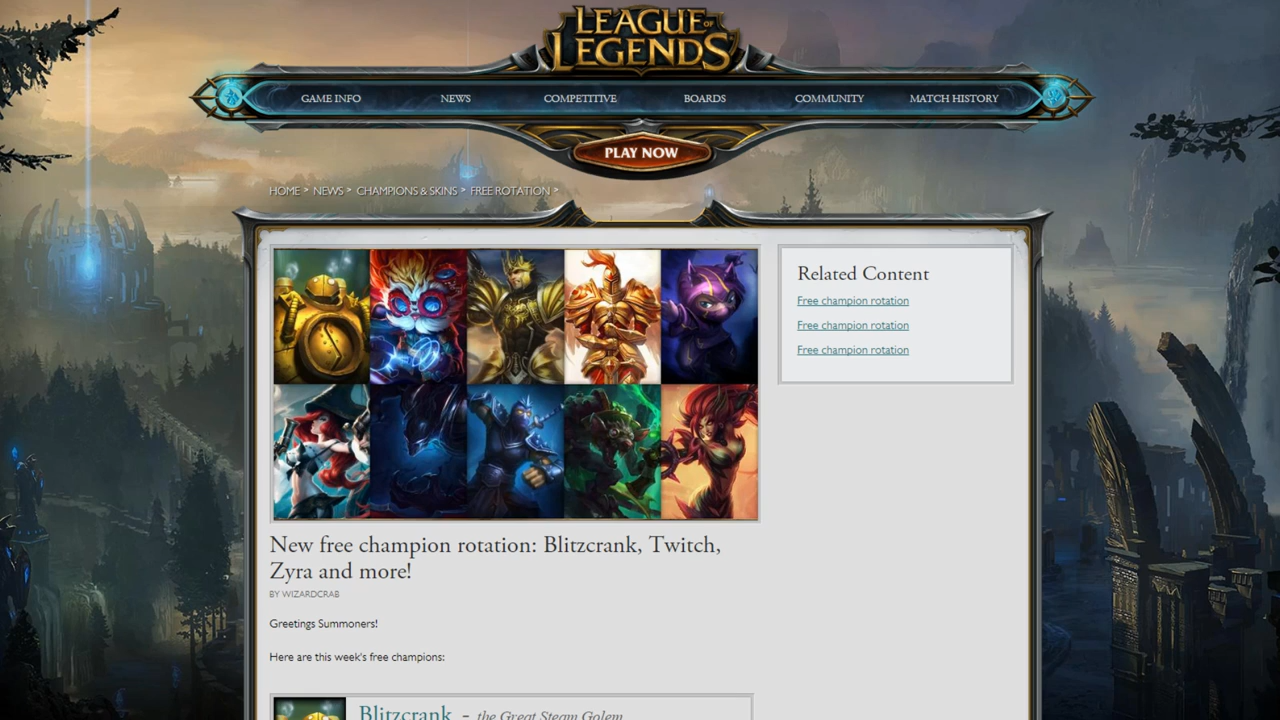 LEAGUE OF
LEGENDS
GAME INFO NEWS COMPETITIVE BOARDS COMMUNITY MATCH HISTORY
PLAY NOW
HOME > NEWS > CHAMPIONS & SKINS > FREE ROTATION >
Related Content
Free champion rotation
Free champion rotation
Free champion rotation
New free champion rotation: Blitzcrank, Twitch,
Zyra and more!
BY WIZARDCRAB
Greetings Summoners!
Here are this week's free champions:
Blitzcrank - the Great Steam Golem